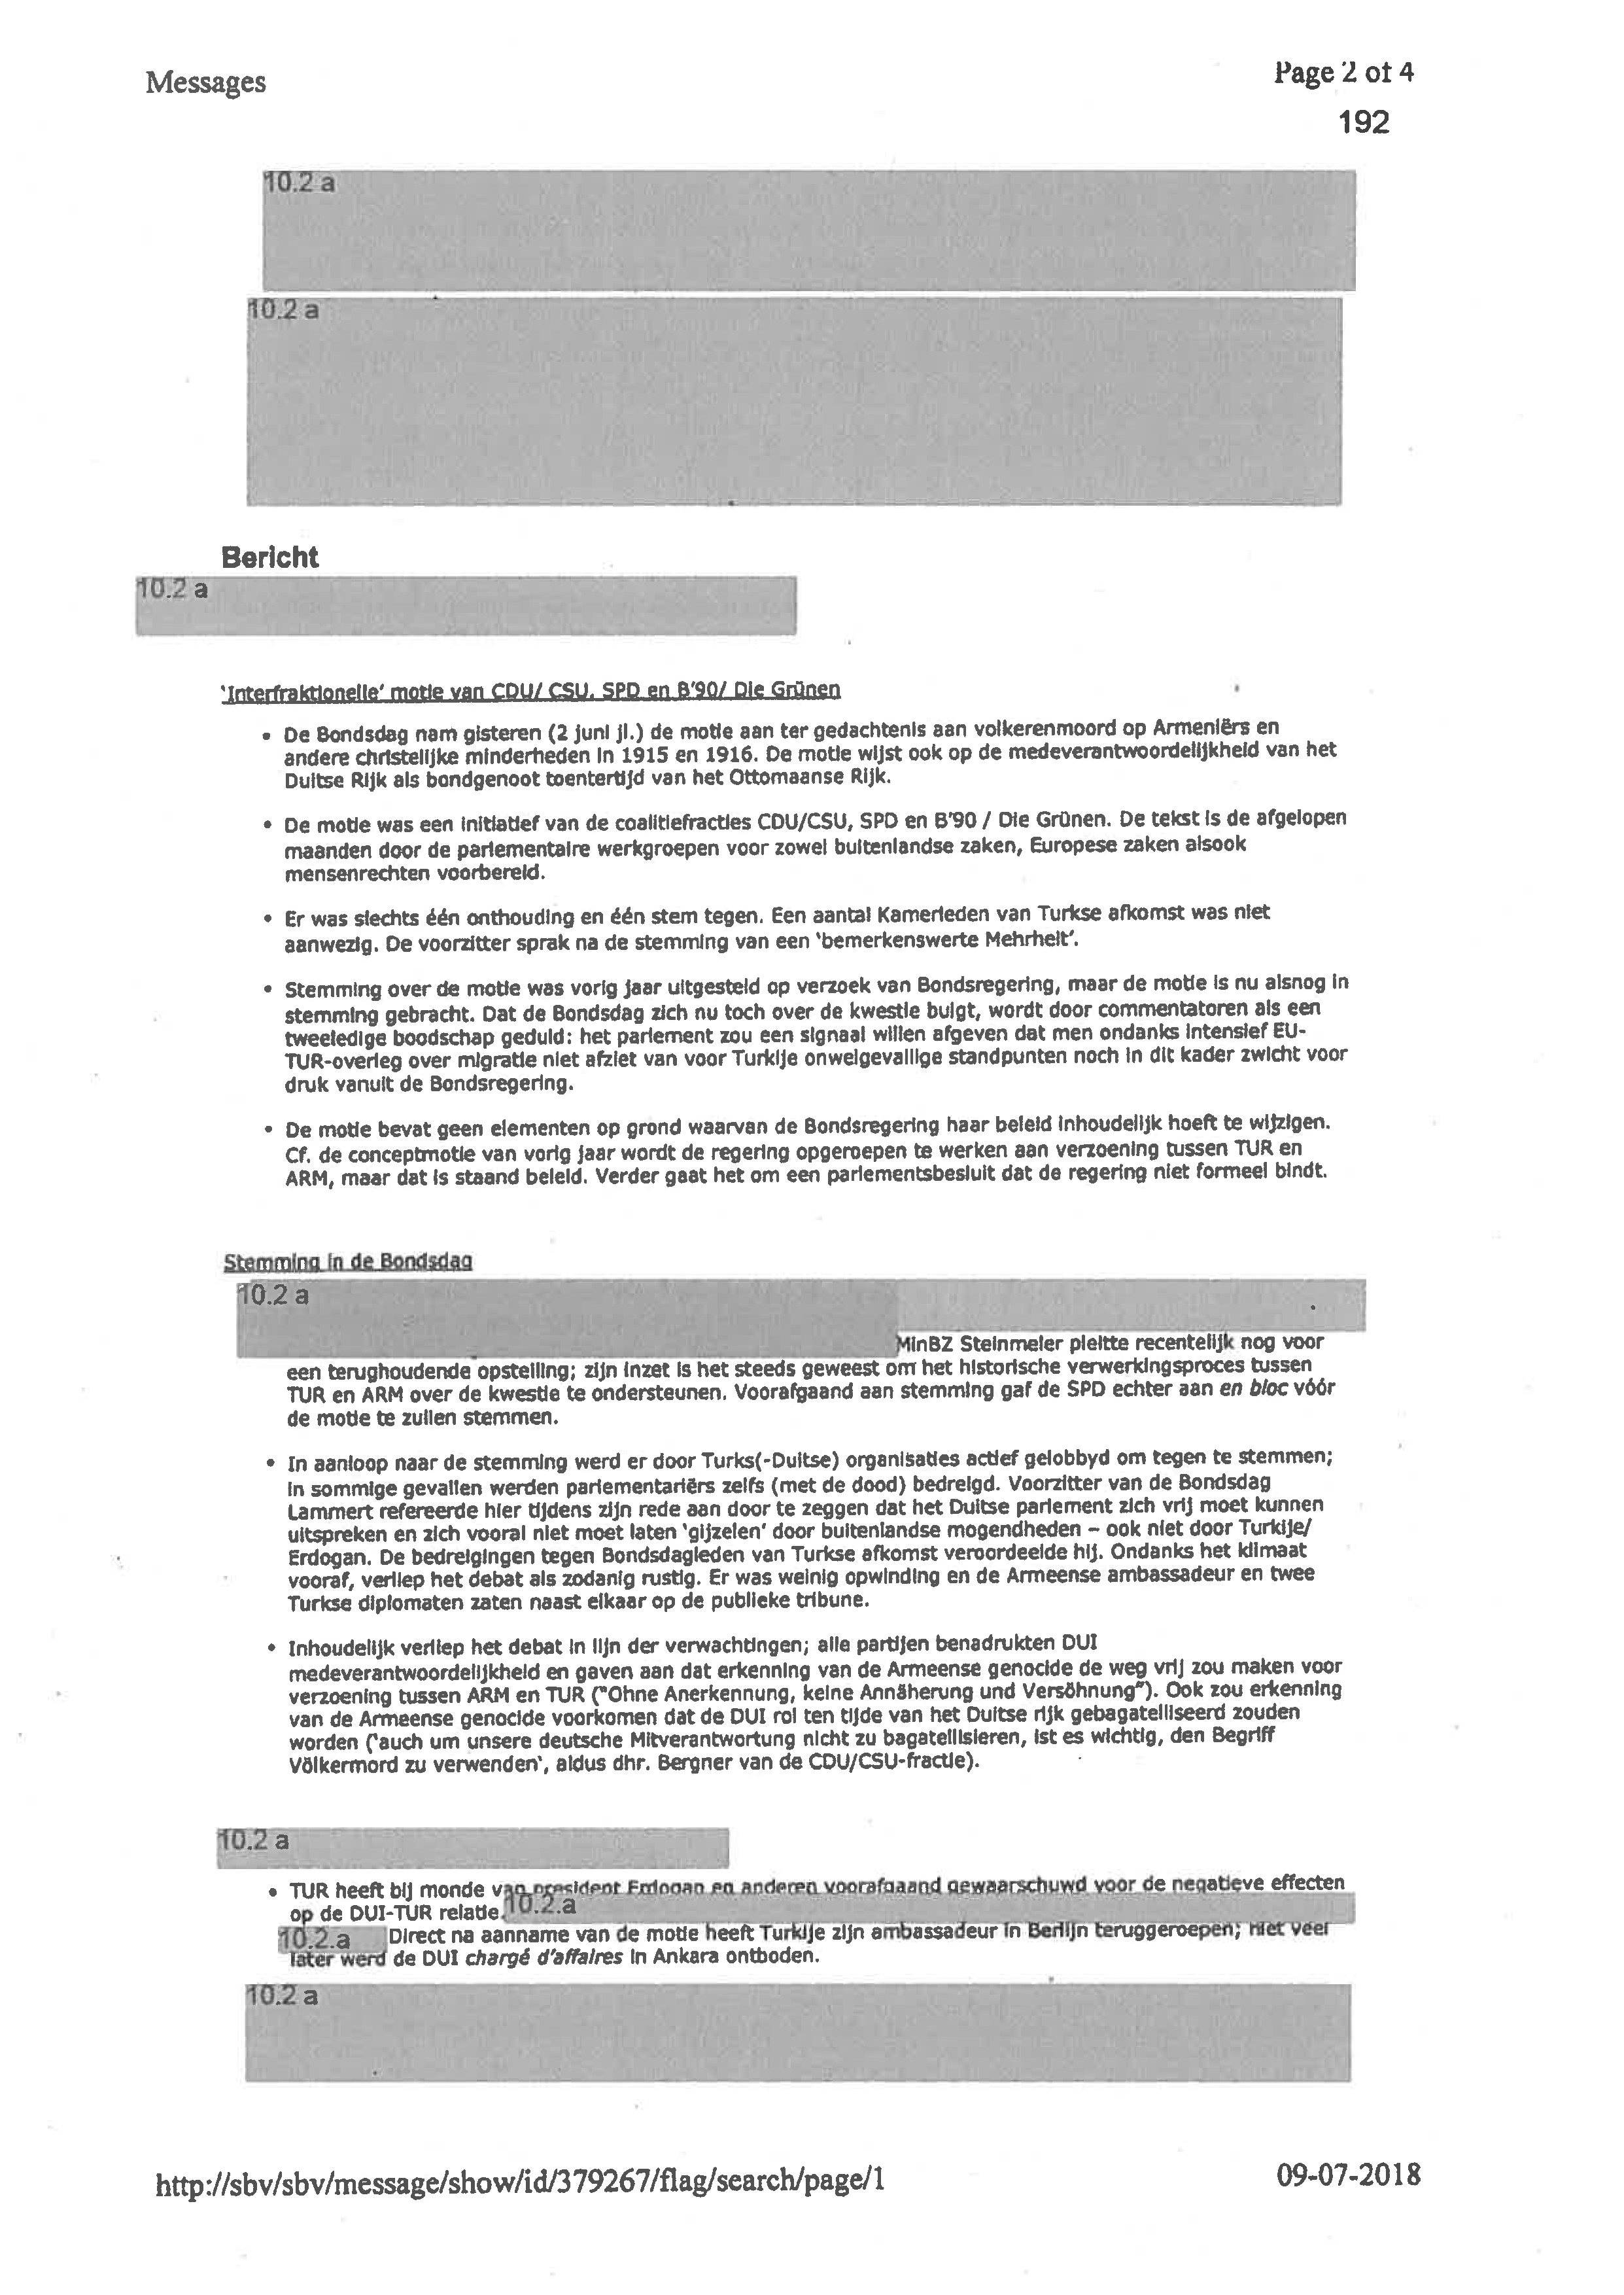 Messages
Page 2 of 4
192
10.2 a
10.2 a
Bericht
10.2 a
'Interfraktionelle' motie van CDU/ CSU, SPD en B'90/ Die Grünen
• De Bondsdag nam gisteren (2 juni jl.) de motie aan ter gedachtenis aan volkerenmoord op Armeniërs en
andere christelijke minderheden in 1915 en 1916. De motie wijst ook op de medeverantwoordelijkheid van het
Duitse Rijk als bondgenoot toentertijd van het Ottomaanse Rijk.
• De motie was een initiatief van de coalitiefracties CDU/CSU, SPD en B'90 / Die Grünen. De tekst is de afgelopen
maanden door de parlementaire werkgroepen voor zowel buitenlandse zaken, Europese zaken alsook
mensenrechten voorbereid.
• Er was slechts één onthouding en één stem tegen. Een aantal Kamerleden van Turkse afkomst was niet
aanwezig. De voorzitter sprak na de stemming van een 'bemerkenswerte Mehrheit'.
• Stemming over de motie was vorig jaar uitgesteld op verzoek van Bondsregering, maar de motie is nu alsnog in
stemming gebracht. Dat de Bondsdag zich nu toch over de kwestie buigt, wordt door commentatoren als een
tweeledige boodschap geduid: het parlement zou een signaal willen afgeven dat men ondanks intensief EU-
TUR-overleg over migratie niet afziet van voor Turkije onwelgevallige standpunten noch in dit kader zwicht voor
druk vanuit de Bondsregering.
• De motie bevat geen elementen op grond waarvan de Bondsregering haar beleid inhoudelijk hoeft te wijzigen.
Cf. de conceptmotie van vorig jaar wordt de regering opgeroepen te werken aan verzoening tussen TUR en
ARM, maar dat is staand beleid. Verder gaat het om een parlementsbesluit dat de regering niet formeel bindt.
Stemming in de Bondsdag
10.2 a
MinBZ Steinmeier pleitte recentelijk nog voor
een terughoudende opstelling; zijn inzet is het steeds geweest om het historische verwerkingsproces tussen
TUR en ARM over de kwestie te ondersteunen. Voorafgaand aan stemming gaf de SPD echter aan en bloc vóór
de motie te zullen stemmen.
• In aanloop naar de stemming werd er door Turks(-Duitse) organisaties actief gelobbyd om tegen te stemmen;
in sommige gevallen werden parlementariërs zelfs (met de dood) bedreigd. Voorzitter van de Bondsdag
Lammert refereerde hier tijdens zijn rede aan door te zeggen dat het Duitse parlement zich vrij moet kunnen
uitspreken en zich vooral niet moet laten 'gijzelen' door buitenlandse mogendheden – ook niet door Turkije/
Erdogan. De bedreigingen tegen Bondsdagleden van Turkse afkomst veroordeelde hij. Ondanks het klimaat
vooraf, verliep het debat als zodanig rustig. Er was weinig opwinding en de Armeense ambassadeur en twee
Turkse diplomaten zaten naast elkaar op de publieke tribune.
• Inhoudelijk verliep het debat in lijn der verwachtingen; alle partijen benadrukten DUI
medeverantwoordelijkheid en gaven aan dat erkenning van de Armeense genocide de weg vrij zou maken voor
verzoening tussen ARM en TUR ("Ohne Anerkennung, keine Annäherung und Versöhnung"). Ook zou erkenning
van de Armeense genocide voorkomen dat de DUI rol ten tijde van het Duitse rijk gebagatelliseerd zouden
worden ('auch um unsere deutsche Mitverantwortung nicht zu bagatellisieren, ist es wichtig, den Begriff
Völkermord zu verwenden', aldus dhr. Bergner van de CDU/CSU-fractie).
10.2 a
• TUR heeft bij monde van president Erdogan en anderen voorafgaand gewaarschuwd voor de negatieve effecten
op de DUI-TUR relatie. 10.2.a
10.2.a Direct na aanname van de motie heeft Turkije zijn ambassadeur in Berlijn teruggeroepen; niet veel
later werd de DUI chargé d'affaires in Ankara ontboden.
10.2 a
http://sbv/sbv/message/show/id/379267/flag/search/page/1
09-07-2018